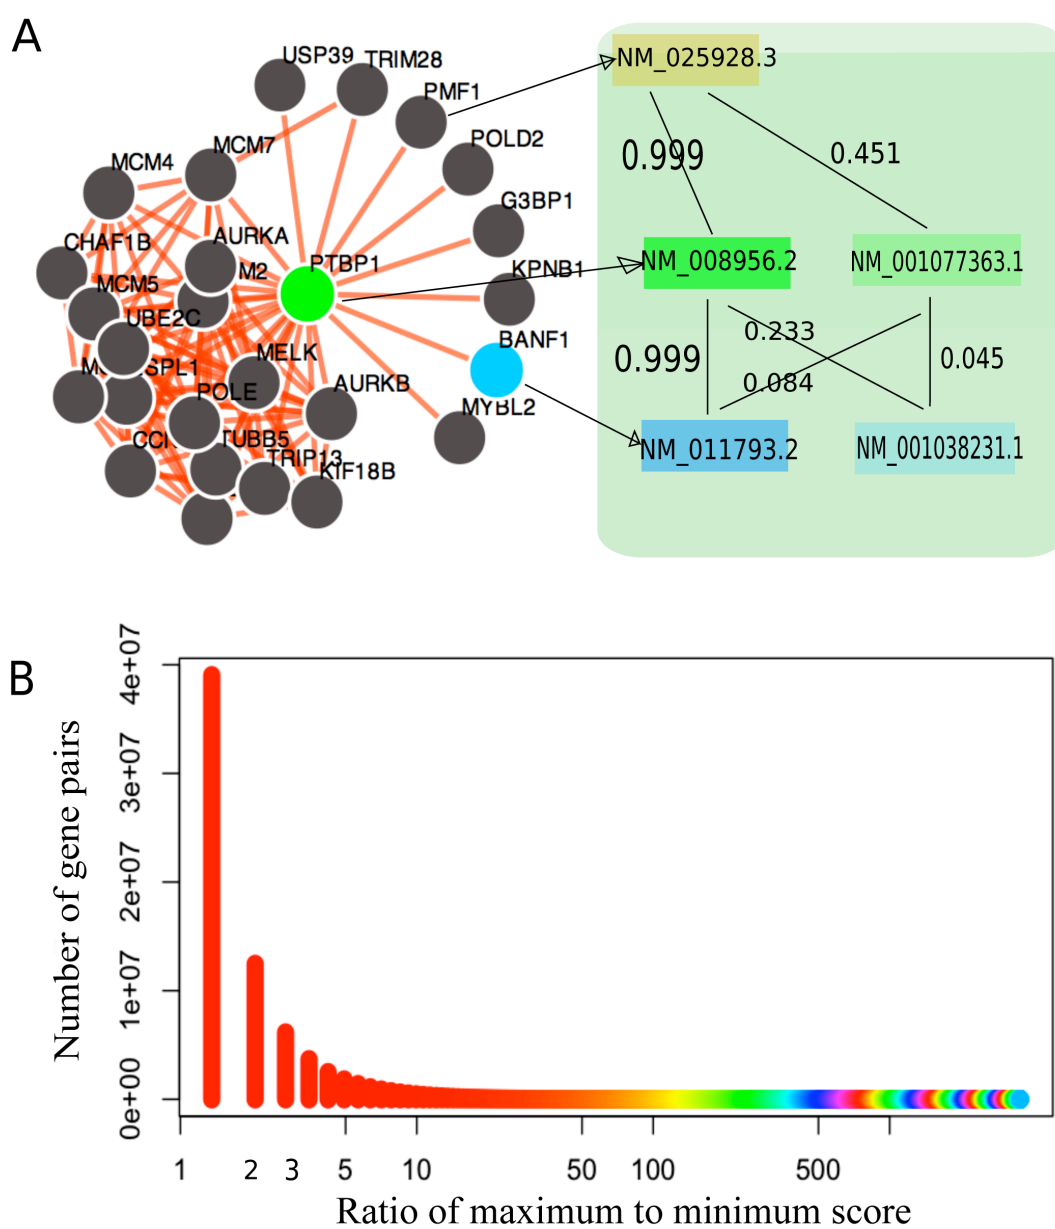 A
USP39
TRIM28
PMF1
NM_025928.3
POLD2
MCM7
MCM4
0.999
0.451
G3BP1
AURKA
CHAF1B
M2
PTBP1
KPNB1
NM_008956.2
NM_001077363.1
MCM5
UBE2C
BANF1
0.233
MELK
SPL1
0.999
0.045
AURKB
0.084
POLE
MYBL2
TUBB5
NM_011793.2
NM_001038231.1
TRIP13
KIF18B
B
Number of gene pairs
4e+07
3e+07
2e+07
1e+07
0e+00
1 2 3 5 10 50 100 500
Ratio of maximum to minimum score